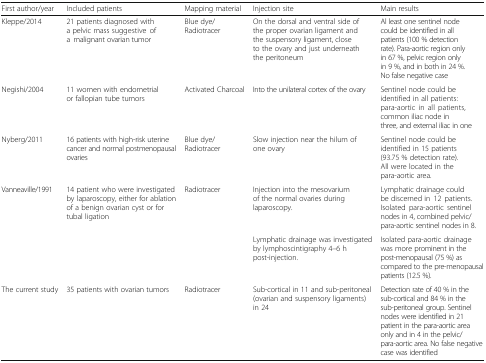 First author/year Included patients Mapping material Injection site Main results
Kleppe/2014 21 patients diagnosed with a pelvic mass suggestive of a malignant ovarian tumor Blue dye/ Radiotracer On the dorsal and ventral side of the proper ovarian ligament and the suspensory ligament, close to the ovary and just underneath the peritoneum Al least one sentinel node could be identified in all patients (100 % detection rate). Para-aortic region only in 67 %, pelvic region only in 9 %, and in both in 24 %. No false negative case
Negishi/2004 11 women with endometrial or fallopian tube tumors Activated Charcoal Into the unilateral cortex of the ovary Sentinel node could be identified in all patients: para-aortic in all patients, common iliac node in three, and external iliac in one
Nyberg/2011 16 patients with high-risk uterine cancer and normal postmenopausal ovaries Blue dye/ Radiotracer Slow injection near the hilum of one ovary Sentinel node could be identified in 15 patients (93.75 % detection rate). All were located in the para-aortic area.
Vanneaville/1991 14 patient who were investigated by laparoscopy, either for ablation of a benign ovarian cyst or for tubal ligation Radiotracer Injection into the mesovarium of the normal ovaries during laparoscopy. Lymphatic drainage could be discerned in 12 patients. Isolated para-aortic sentinel nodes in 4, combined pelvic/ para-aortic sentinel nodes in 8.
Lymphatic drainage was investigated by lymphoscintigraphy 4–6 h post-injection. Isolated para-aortic drainage was more prominent in the post-menopausal (75 %) as compared to the pre-menopausal patients (12.5 %).
The current study 35 patients with ovarian tumors Radiotracer Sub-cortical in 11 and sub-peritoneal (ovarian and suspensory ligaments) in 24 Detection rate of 40 % in the sub-cortical and 84 % in the sub-peritoneal group. Sentinel nodes were identified in 21 patient in the para-aortic area only and in 4 in the pelvic/ para-aortic area. No false negative case was identified